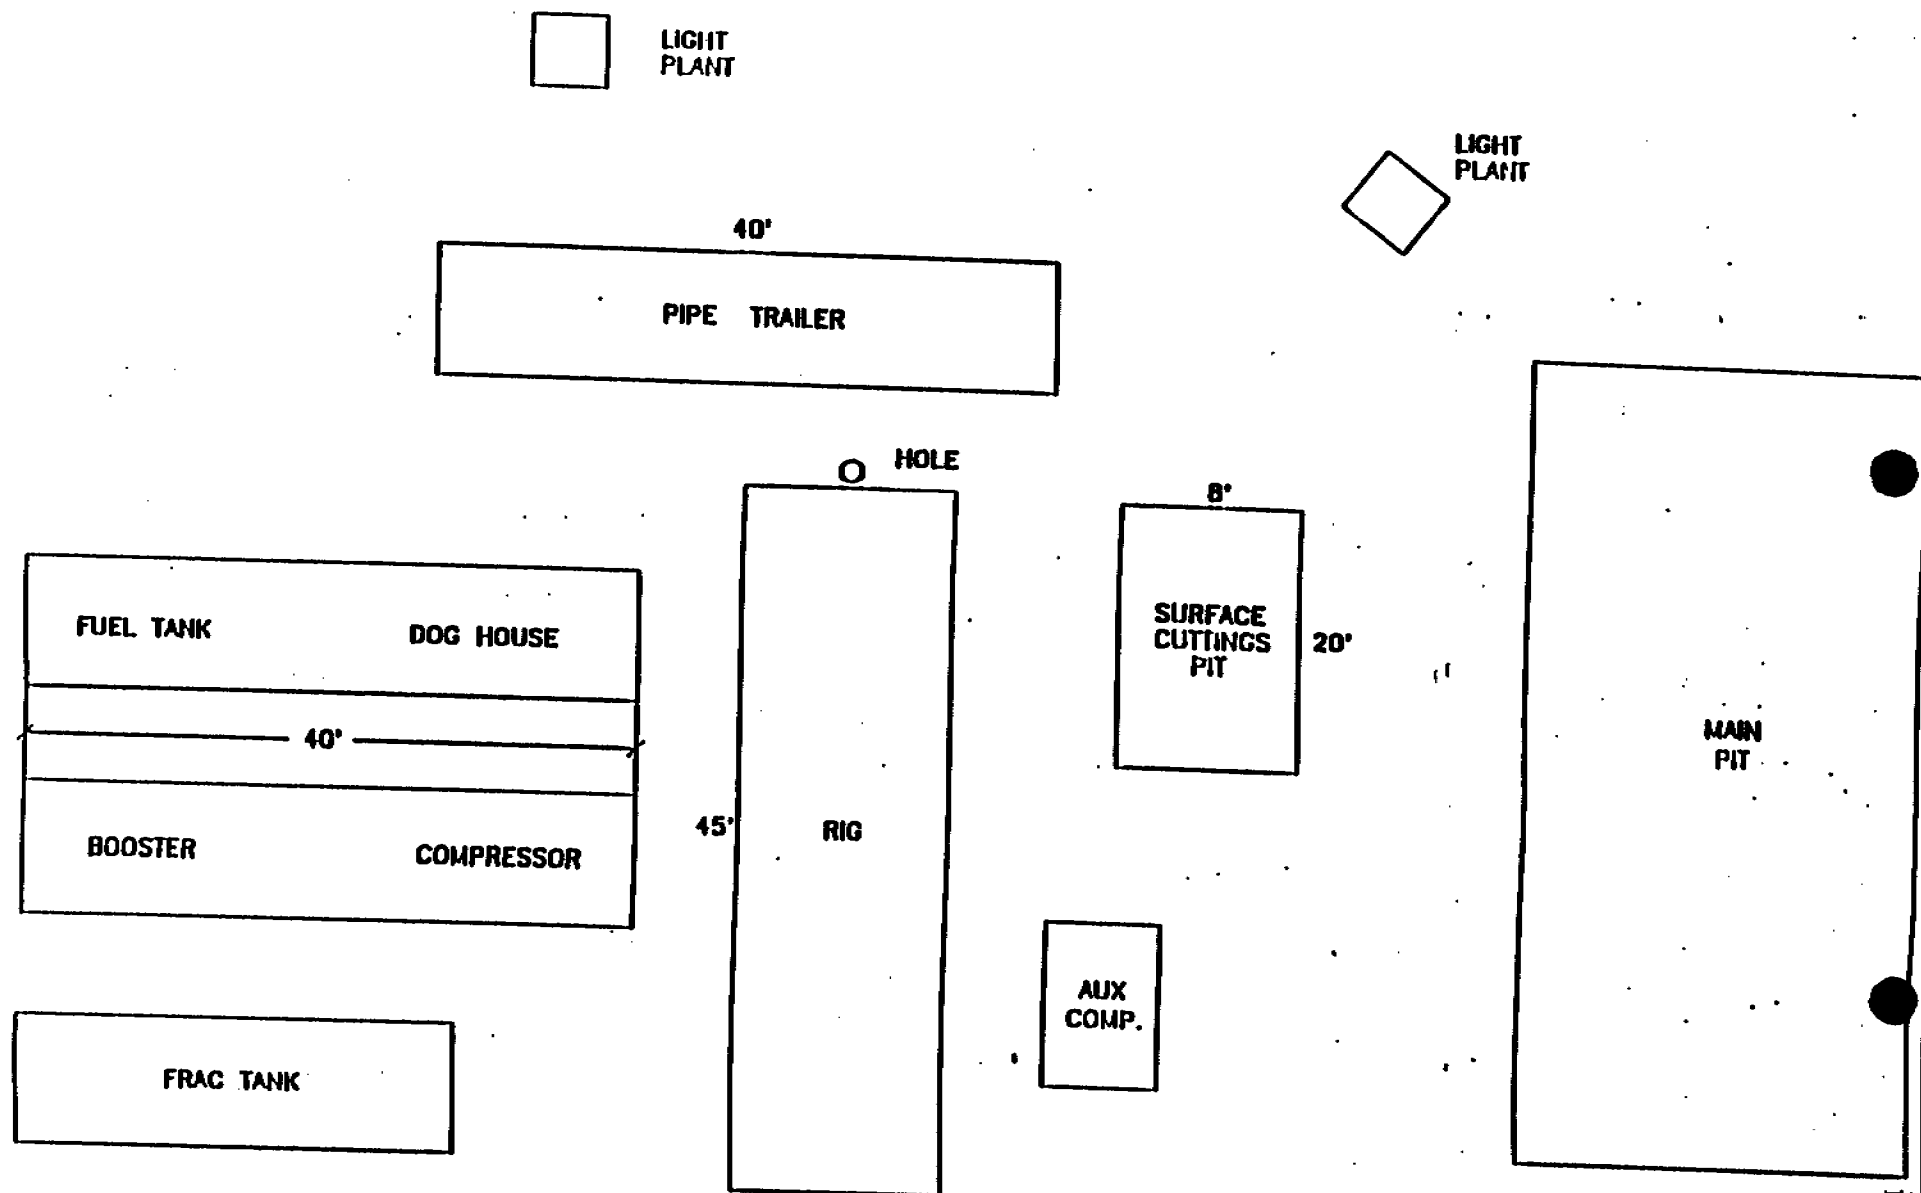 LIGHT
PLANT
LIGHT
PLANT
40'
PIPE TRAILER
HOLE
8'
FUEL TANK
DOG HOUSE
SURFACE
CUTTINGS
PIT
20'
40'
MAIN
PIT
45'
RIG
BOOSTER
COMPRESSOR
AUX
COMP.
FRAC TANK